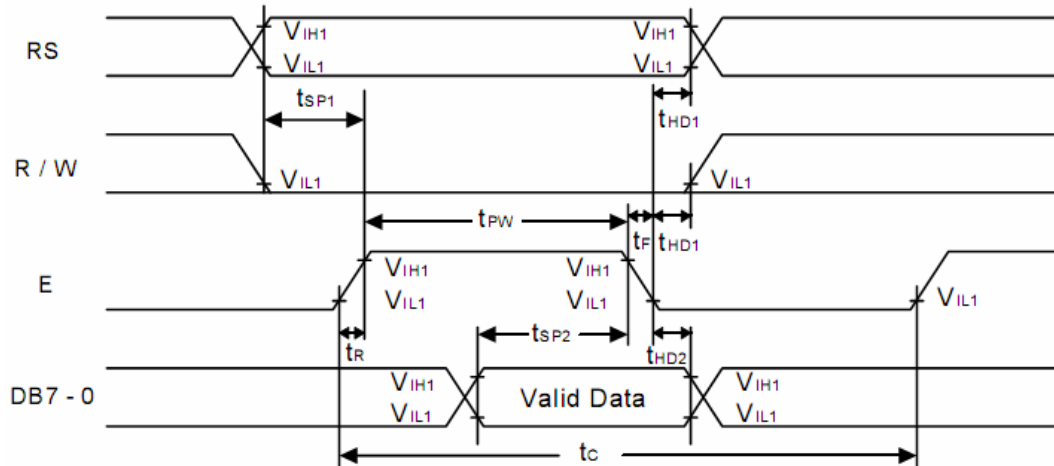 RS
VIH1 VIH1
VIL1 VIL1
tSP1 tHD1
R / W
VIL1 VIL1
tPW tF tHD1
E
VIH1 VIH1
VIL1 VIL1 VIL1
tR tSP2 tHD2
DB7 - 0
VIH1 Valid Data VIH1
VIL1 VIL1
tC